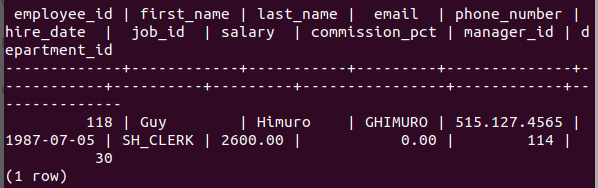 employee_id | first_name | last_name | email | phone_number |
hire_date | job_id | salary | commission_pct | manager_id | d
epartment_id
-------------+------------+-----------+---------+--------------+-
-----------+----------+---------+----------------+------------+--
-------------
118 | Guy | Himuro | GHIMURO | 515.127.4565 |
1987-07-05 | SH_CLERK | 2600.00 | 0.00 | 114 |
30
(1 row)